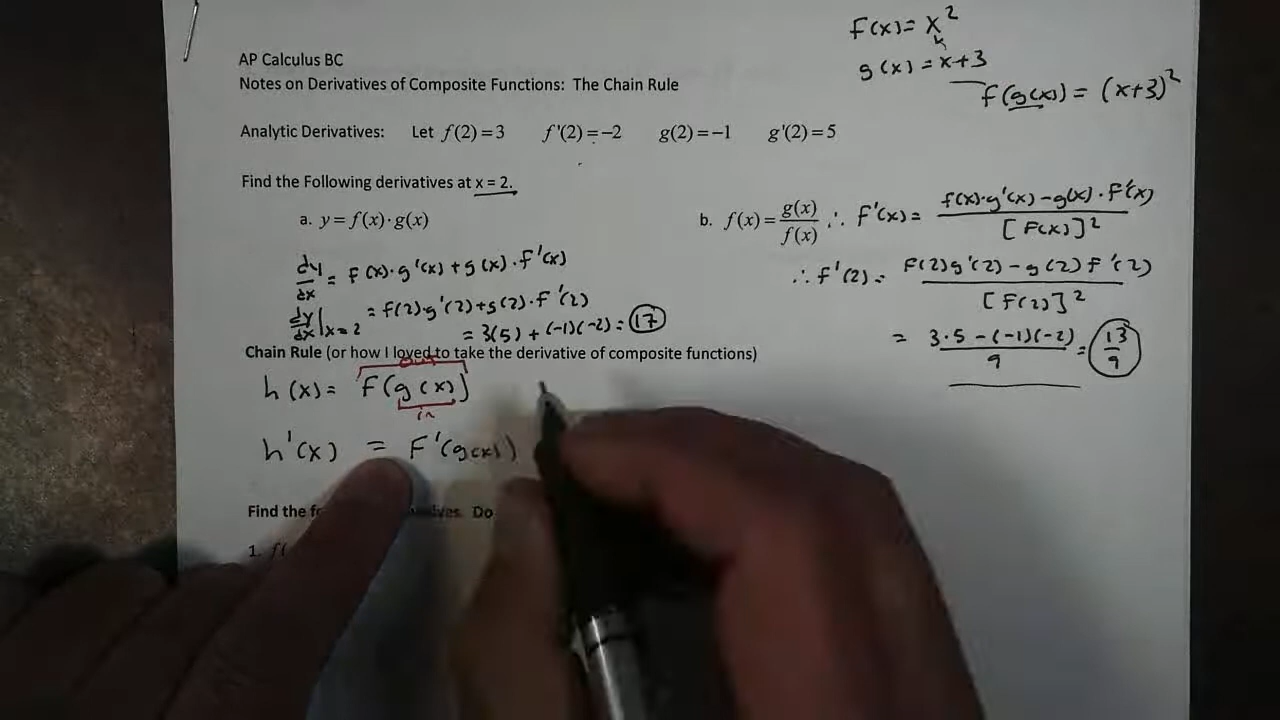 F(x)= x²
g(x) = x+3
f(g(x)) = (x+3)²
AP Calculus BC
Notes on Derivatives of Composite Functions: The Chain Rule
Analytic Derivatives: Let f(2)=3 f'(2)=-2 g(2)=-1 g'(2)=5
Find the Following derivatives at x = 2.
a. y = f(x)·g(x)
dy/dx = F(x)·g'(x)+g(x)·F'(x)
dy/dx|x=2 = f(2)g'(2)+g(2)·F'(2)
= 3(5) + (-1)(-2) = 17
b. f(x) = g(x)/f(x) ∴ F'(x) = f(x)·g'(x)-g(x)·F'(x)/[F(x)]²
∴ f'(2) = F(2)g'(2)-g(2)F'(2)/[F(2)]²
= 3·5-(-1)(-2)/9 = 13/9
Chain Rule (or how I loved to take the derivative of composite functions)
out
h(x) = F(g(x))
in
h'(x) = F'(g(x))
Find the Do
1. f(